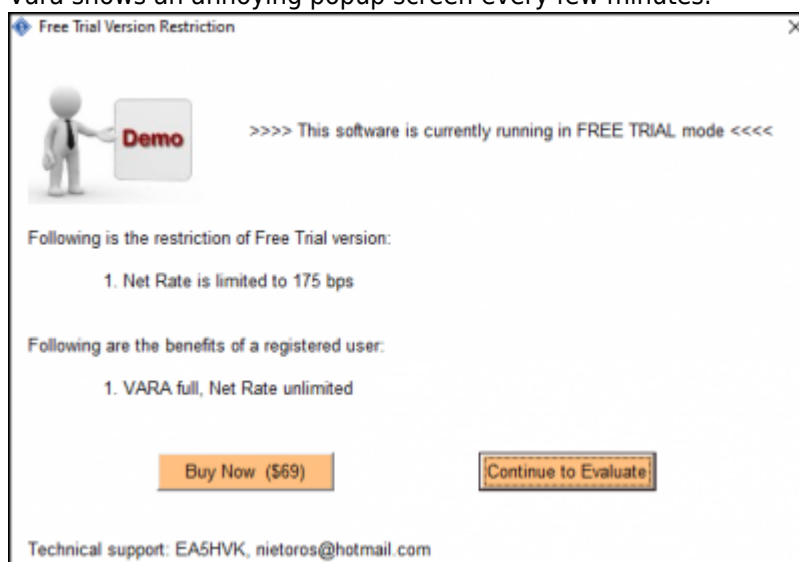 Vara shows an annoying popup screen every few minutes.
Free Trial Version Restriction
Demo
>>>> This software is currently running in FREE TRIAL mode <<<<
Following is the restriction of Free Trial version:
1. Net Rate is limited to 175 bps
Following are the benefits of a registered user:
1. VARA full, Net Rate unlimited
Buy Now ($69)
Continue to Evaluate
Technical support: EA5HVK, nietoros@hotmail.com